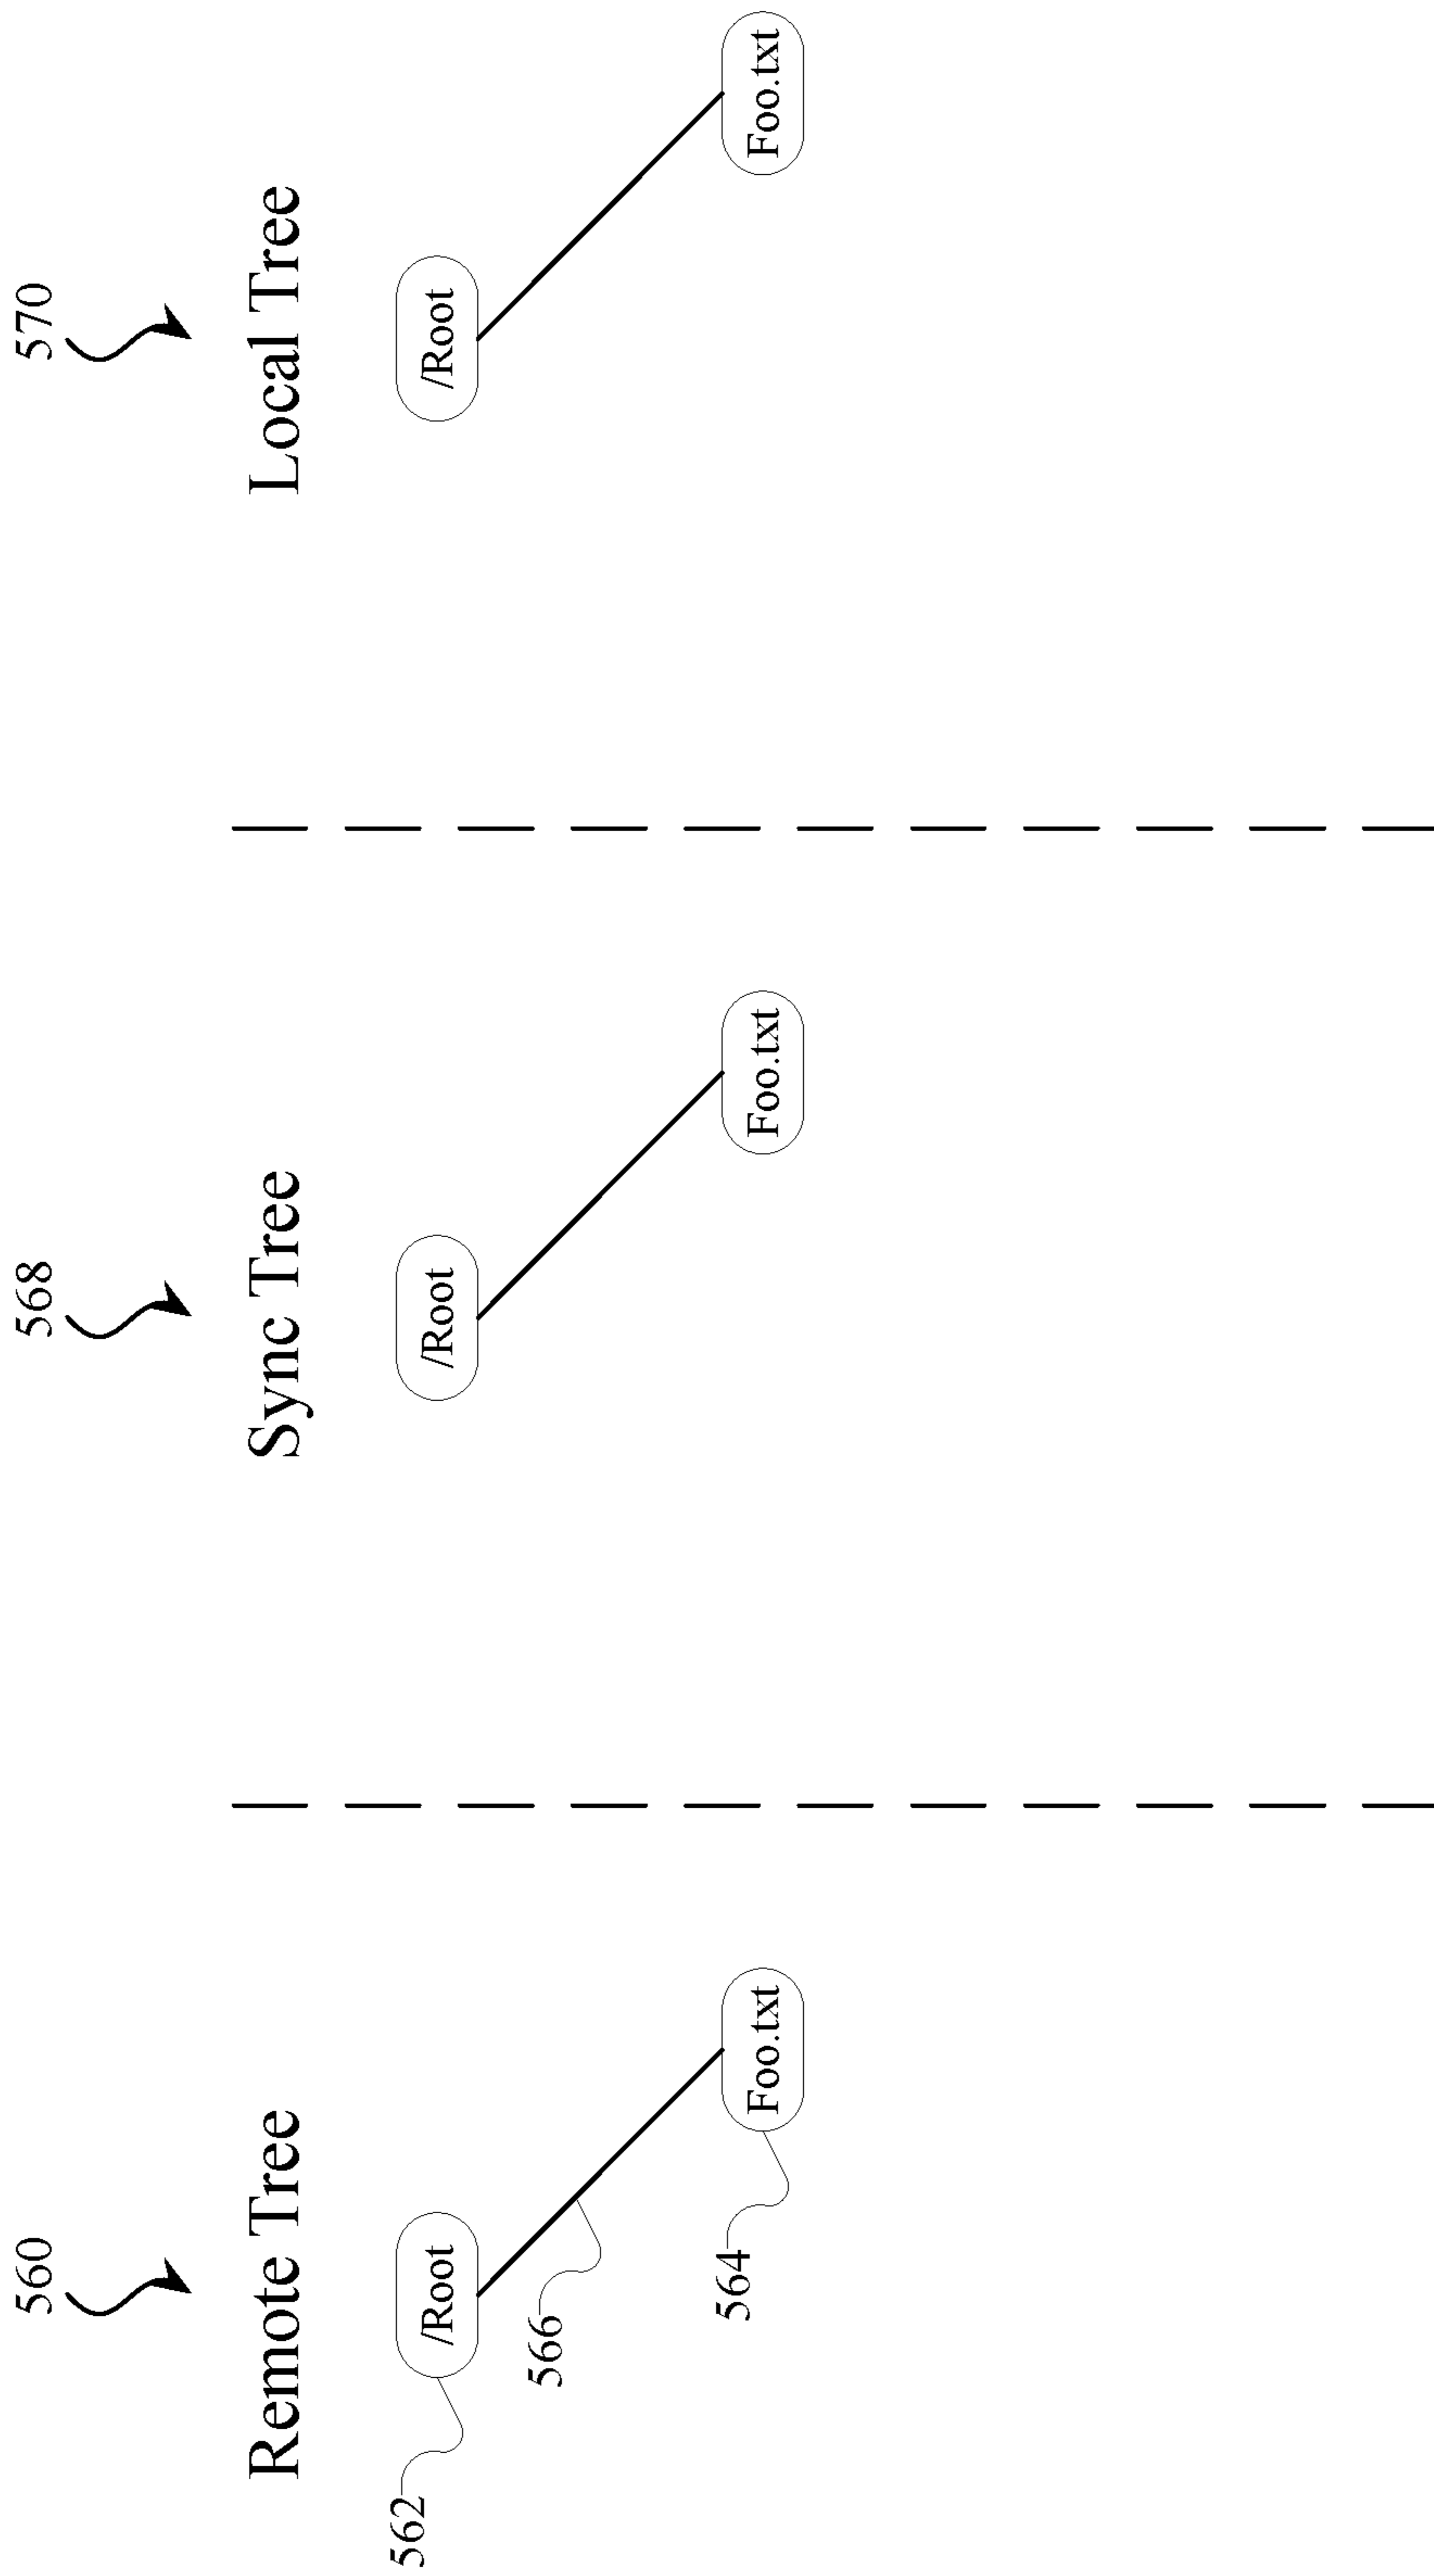 560
568
570
Remote Tree
Sync Tree
Local Tree
/Root
/Root
/Root
562
566
Foo.txt
Foo.txt
Foo.txt
564